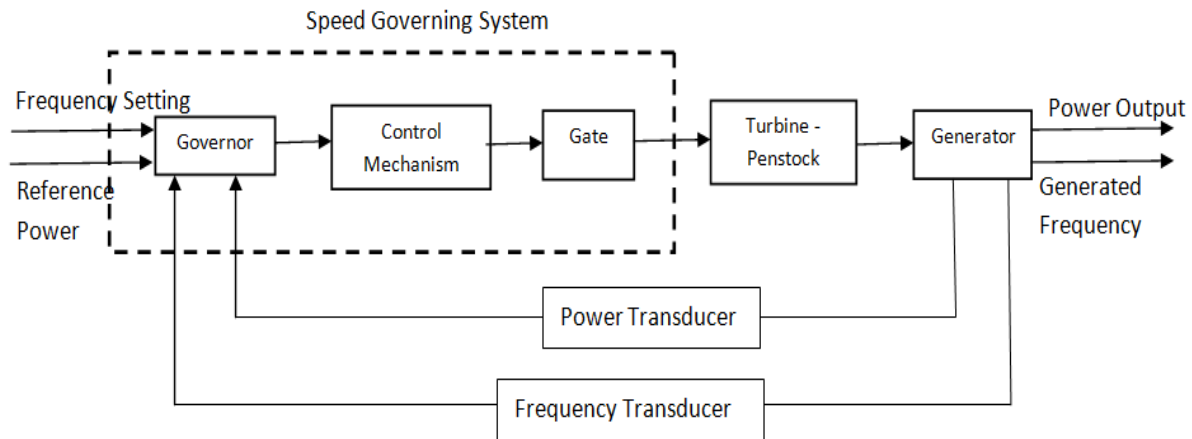 Speed Governing System
Frequency Setting
Reference
Power
Governor
Control
Mechanism
Gate
Turbine -
Penstock
Generator
Power Output
Generated
Frequency
Power Transducer
Frequency Transducer